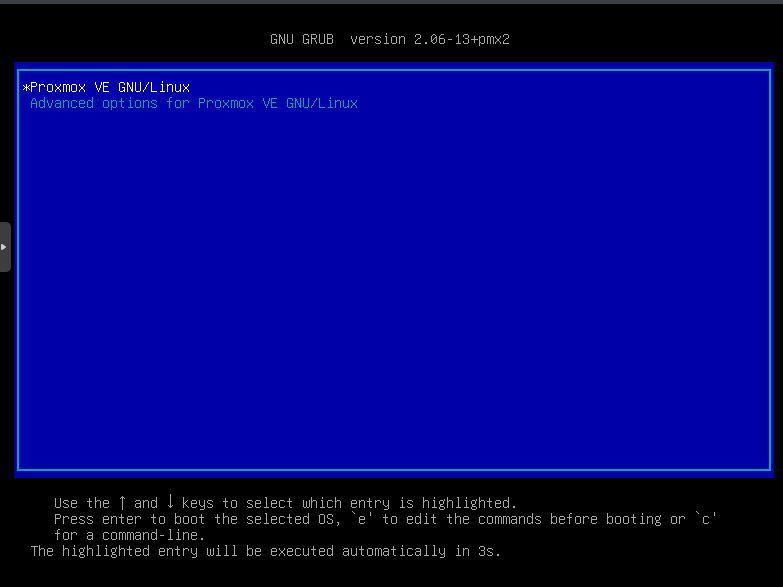 GNU GRUB  version 2.06-13+pmx2
*Proxmox VE GNU/Linux
Advanced options for Proxmox VE GNU/Linux
Use the ↑ and ↓ keys to select which entry is highlighted.
Press enter to boot the selected OS, `e' to edit the commands before booting or `c'
for a command-line.
The highlighted entry will be executed automatically in 3s.